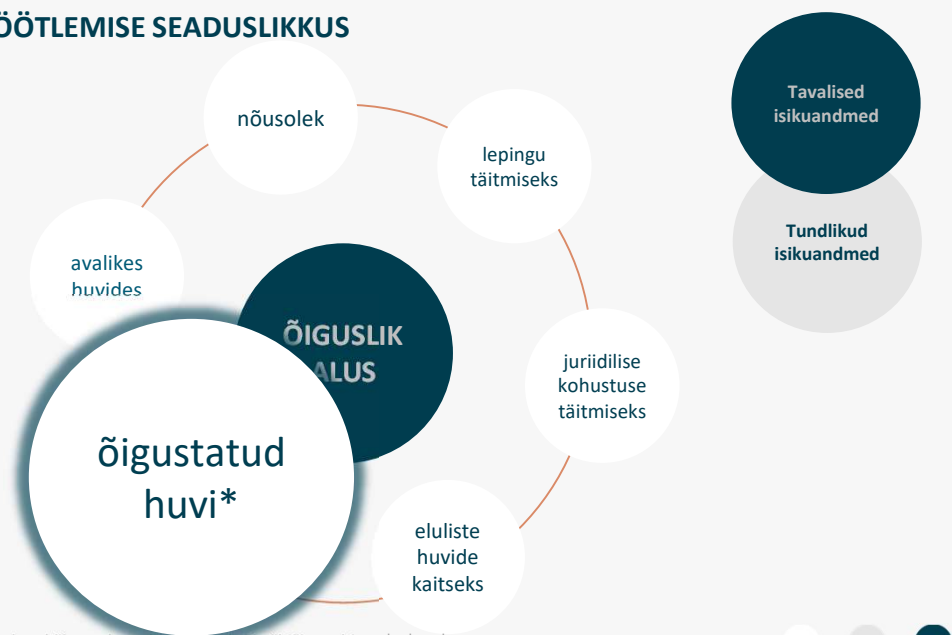 ÖÖTLEMISE SEADUSLIKKUS
nõusolek
lepingu
täitmiseks
juriidilise
kohustuse
täitmiseks
eluliste
huvide
kaitseks
õigustatud
huvi*
avalikes
huvides
ÕIGUSLIK
ALUS
Tavalised
isikuandmed
Tundlikud
isikuandmed